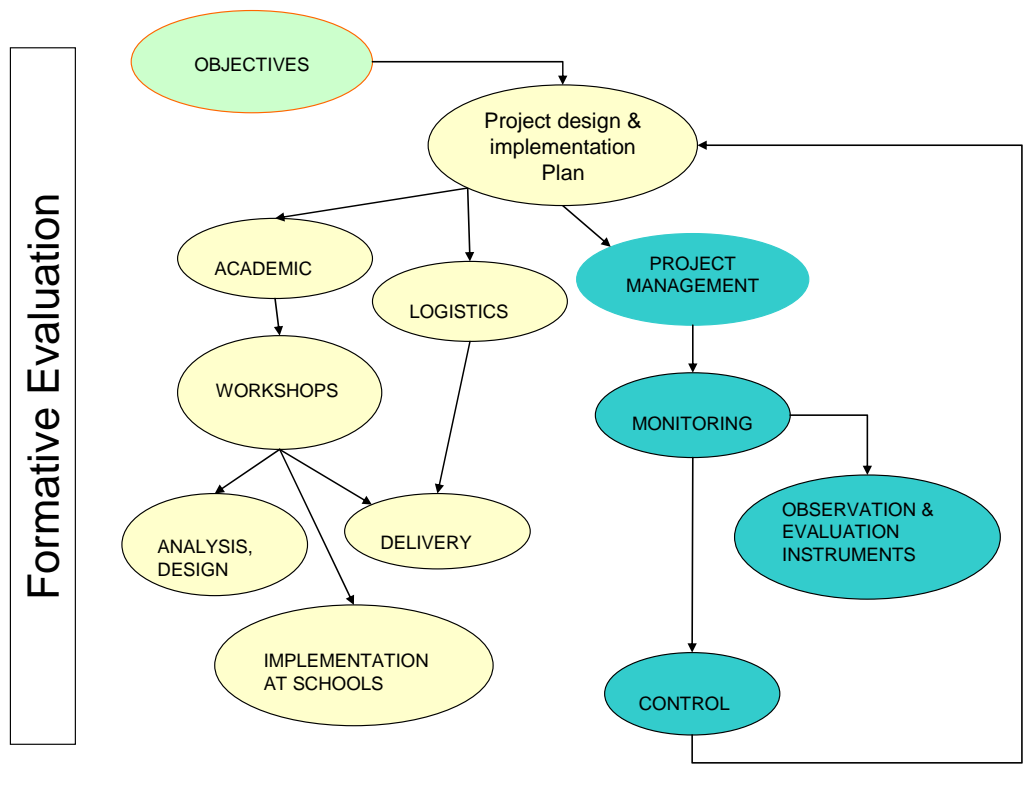 Formative Evaluation
OBJECTIVES
Project design &
implementation
Plan
ACADEMIC
LOGISTICS
PROJECT
MANAGEMENT
WORKSHOPS
MONITORING
ANALYSIS,
DESIGN
DELIVERY
OBSERVATION &
EVALUATION
INSTRUMENTS
IMPLEMENTATION
AT SCHOOLS
CONTROL